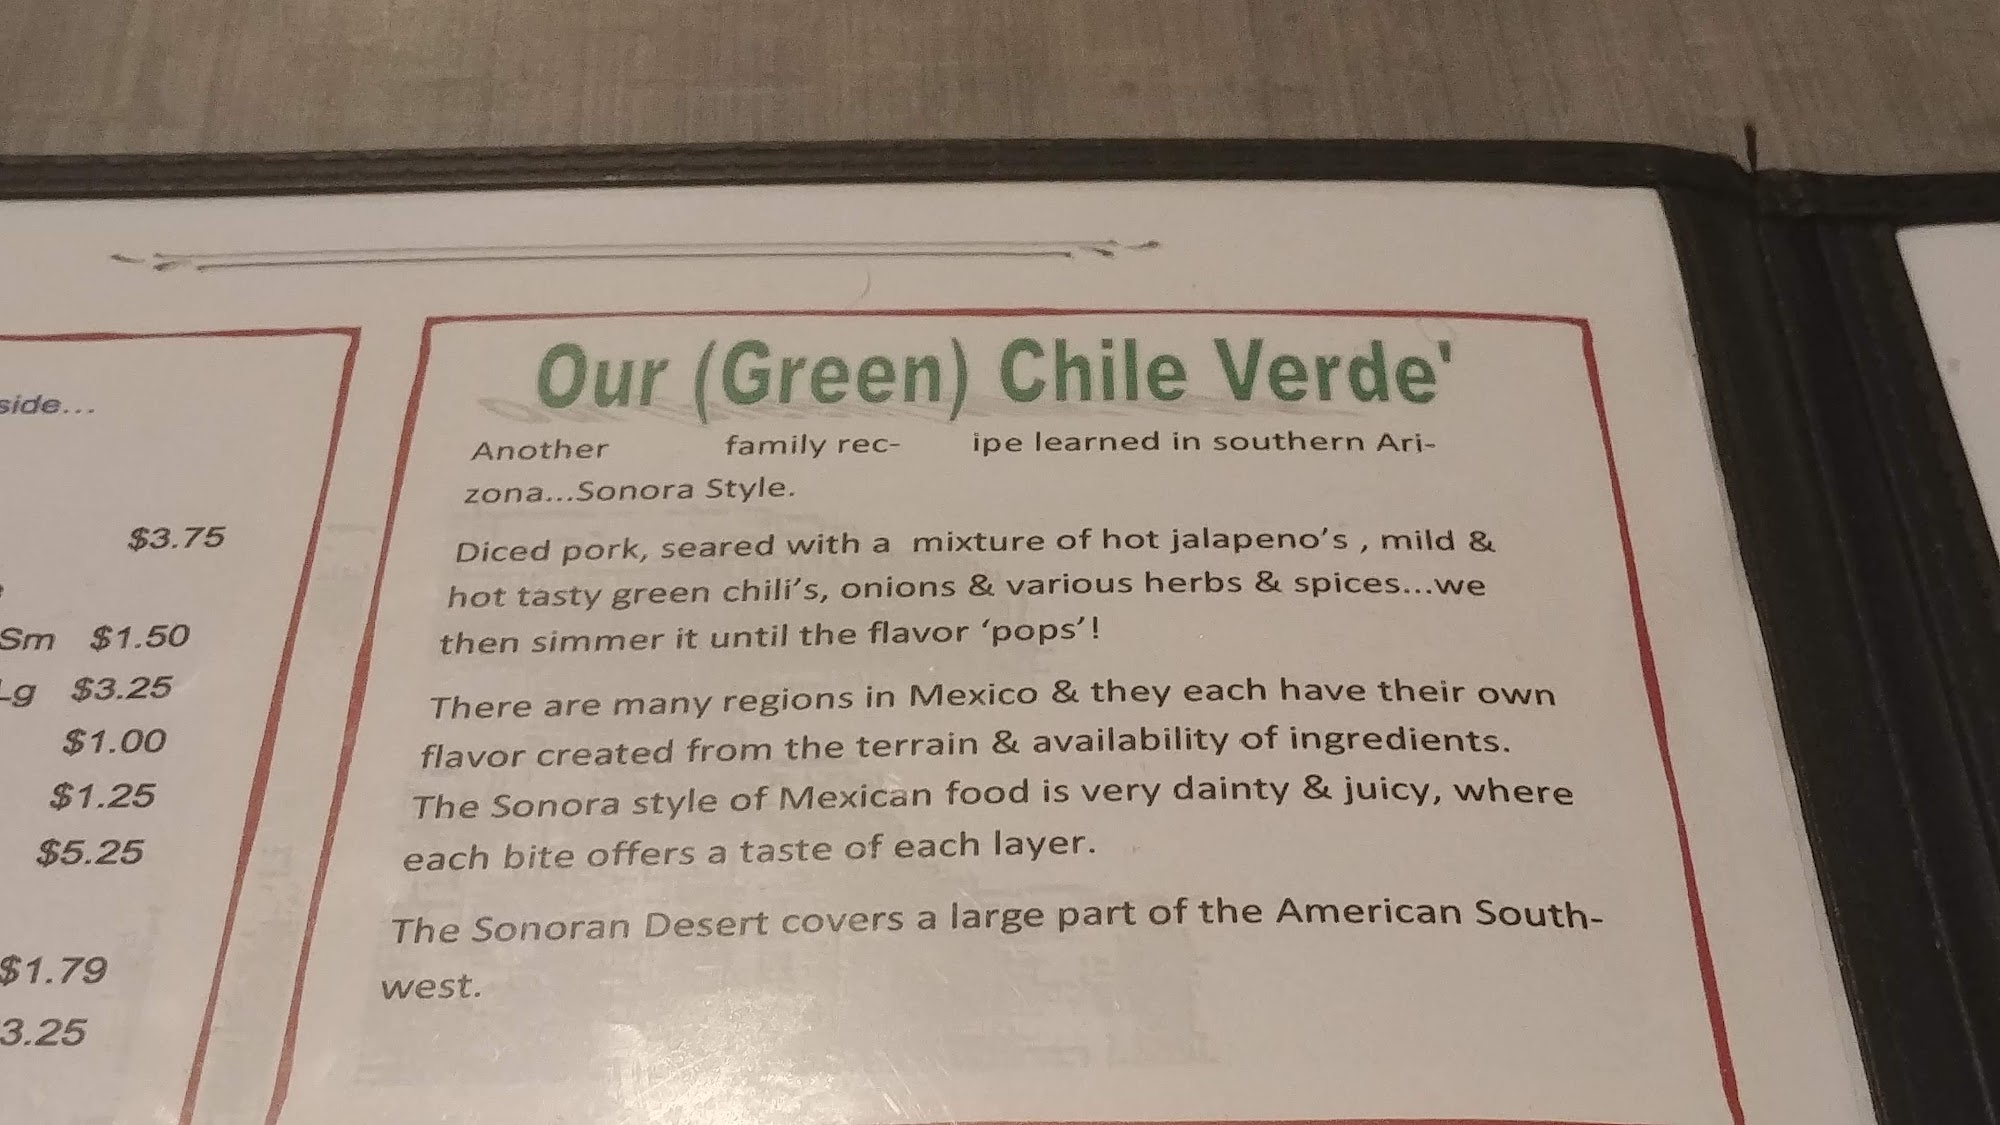 side...
$3.75
Sm $1.50
Lg $3.25
$1.00
$1.25
$5.25
$1.79
3.25
Our (Green) Chile Verde'
Another family rec- ipe learned in southern Ari-
zona...Sonora Style.
Diced pork, seared with a mixture of hot jalapeno's , mild &
hot tasty green chili's, onions & various herbs & spices...we
then simmer it until the flavor 'pops'!
There are many regions in Mexico & they each have their own
flavor created from the terrain & availability of ingredients.
The Sonora style of Mexican food is very dainty & juicy, where
each bite offers a taste of each layer.
The Sonoran Desert covers a large part of the American South-
west.